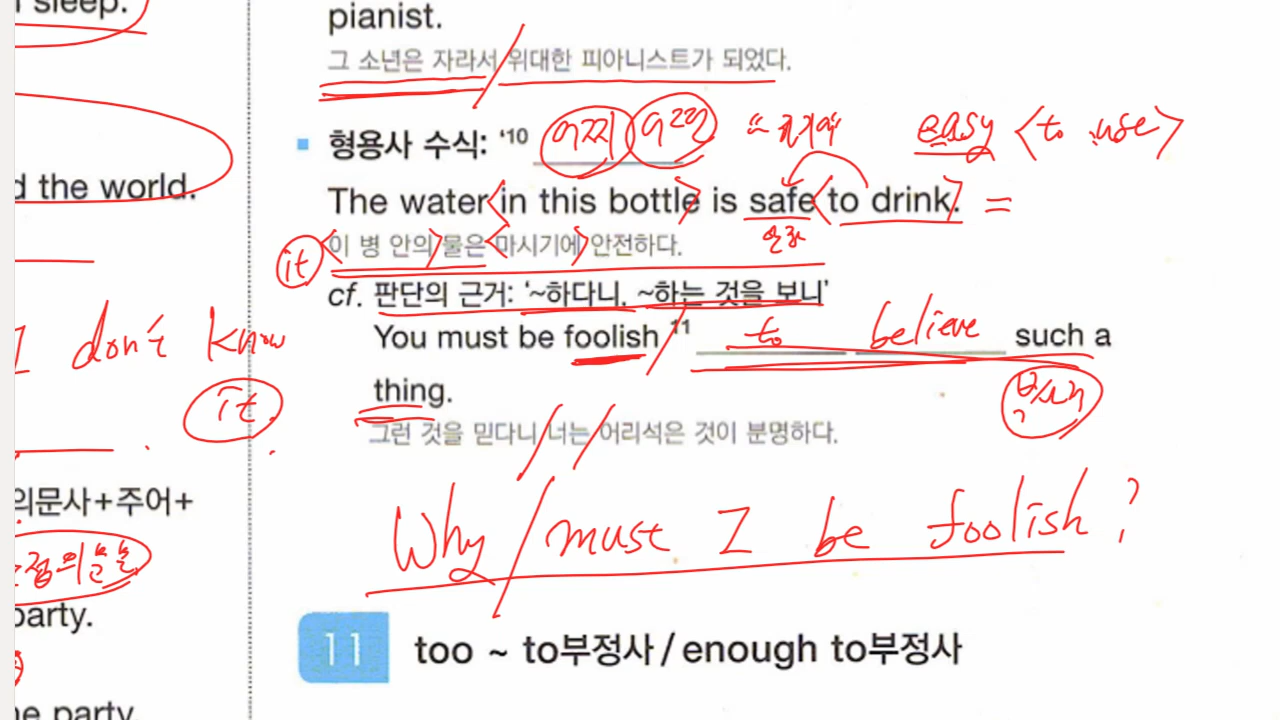 sleep.
d the world.
I don't know
it.
의문사+주어+
party.
e party.
pianist.
그 소년은 자라서 위대한 피아니스트가 되었다.
형용사 수식: '10 easy <to use>
The water <in this bottle> is safe <to drink.> =
it <이 병 안의> 물은 <마시기에> 안전하다.
cf. 판단의 근거: '~하다니, ~하는 것을 보니'
You must be foolish 11 to believe such a
thing.
그런 것을 믿다니 너는 어리석은 것이 분명하다.
Why / must I be foolish?
11 too ~ to부정사 / enough to부정사